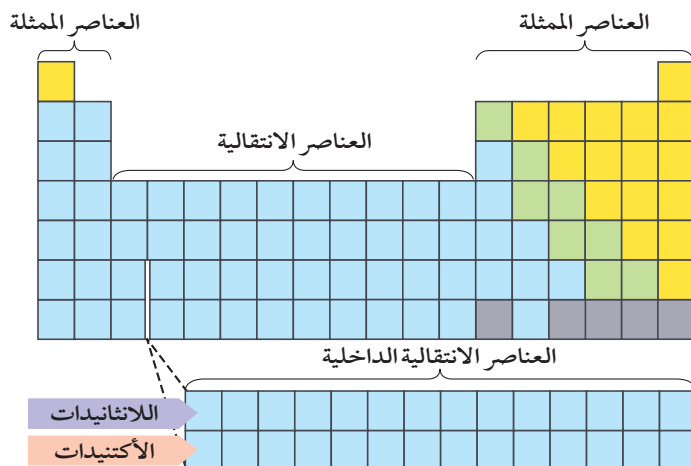 العناصر الممثلة
العناصر الممثلة
العناصر الانتقالية
العناصر الانتقالية الداخلية
اللانثانيدات
الأكتنيدات